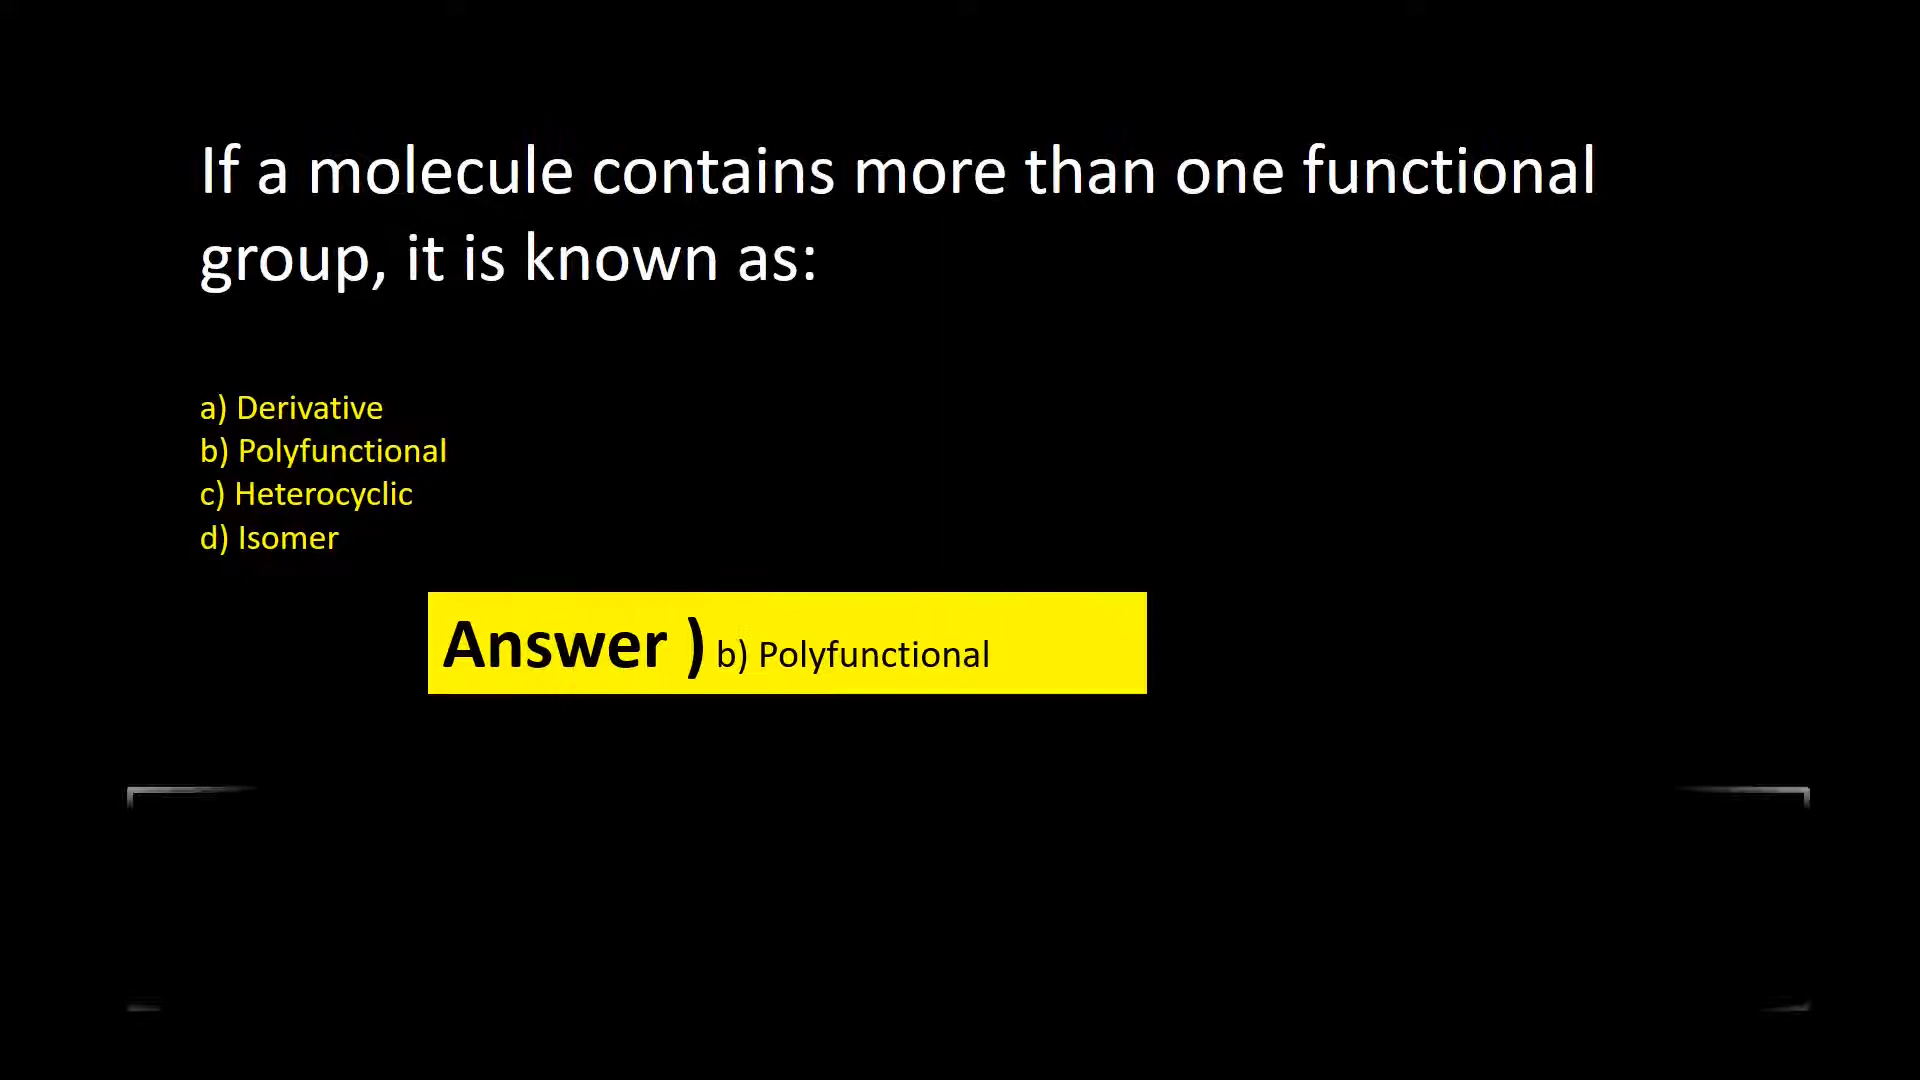 If a molecule contains more than one functional
group, it is known as:
a) Derivative
b) Polyfunctional
c) Heterocyclic
d) Isomer
Answer ) b) Polyfunctional